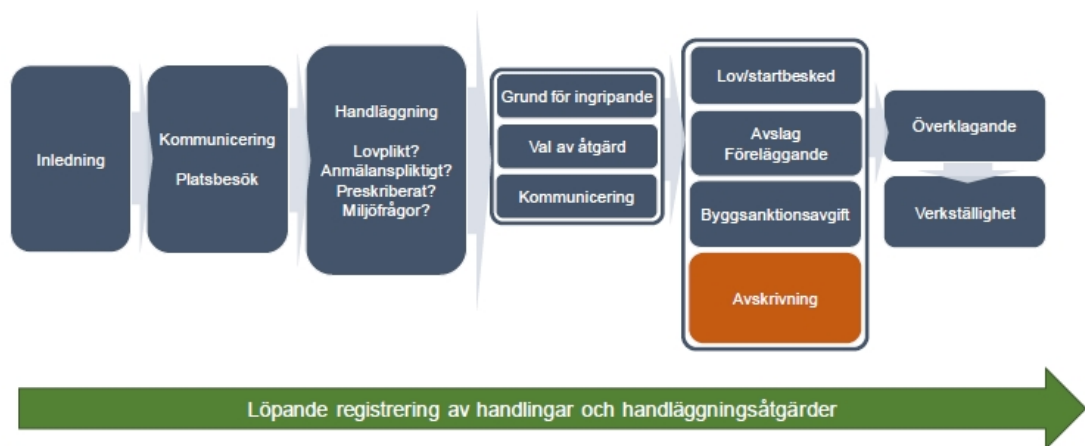 Inledning
Kommunicering
Platsbesök
Handläggning
Lovplikt?
Anmälanspliktigt?
Preskriberat?
Miljöfrågor?
Grund för ingripande
Val av åtgärd
Kommunicering
Lov/startbesked
Avslag
Föreläggande
Byggsanktionsavgift
Avskrivning
Överklagande
Verkställighet
Löpande registrering av handlingar och handläggningsåtgärder